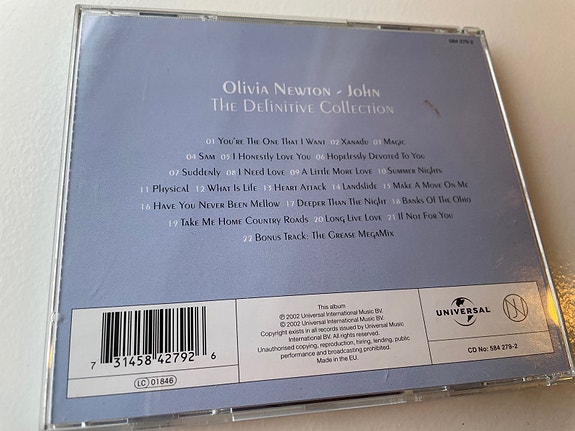 584 279-2
Olivia Newton - John
The Definitive Collection
01 You're The One That I Want 02 Xanadu 03 Magic
04 Sam 05 I Honestly Love You 06 Hopelessly Devoted To You
07 Suddenly 08 I Need Love 09 A Little More Love 10 Summer Nights
11 Physical 12 What Is Life 13 Heart Attack 14 Landslide 15 Make A Move On Me
16 Have You Never Been Mellow 17 Deeper Than The Night 18 Banks Of The Ohio
19 Take Me Home Country Roads 20 Long Live Love 21 If Not For You
22 Bonus Track: The Grease MegaMix
7 31458 42792 6
LC 01846
This album
℗ 2002 Universal International Music BV.
© 2002 Universal International Music BV.
Copyright exists in all records issued by Universal Music
International BV. All rights reserved.
Unauthorised copying, reproduction, hiring, lending, public
performance and broadcasting prohibited.
Made in the EU.
UNIVERSAL
CD No: 584 279-2